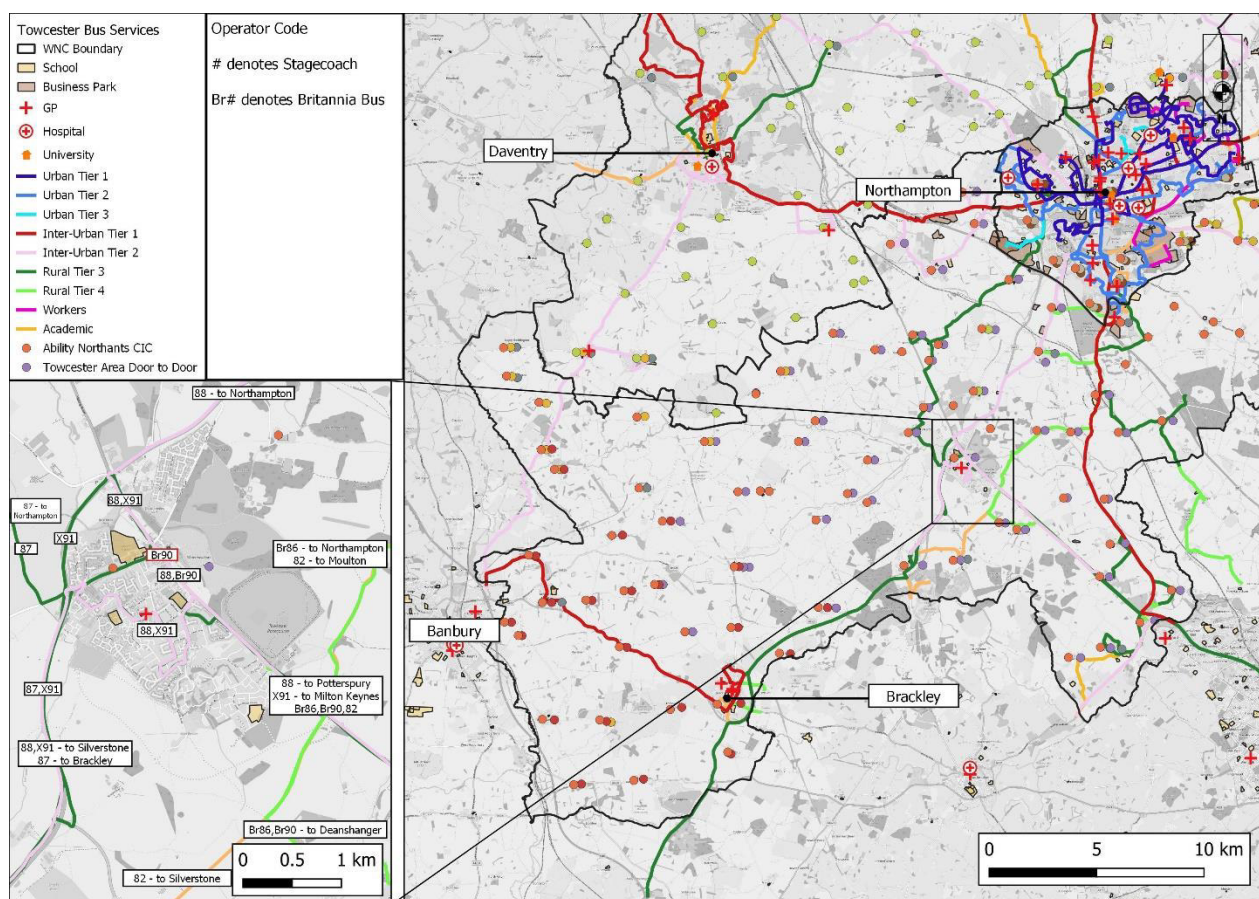 Towcester Bus Services
WNC Boundary
School
Business Park
GP
Hospital
University
Urban Tier 1
Urban Tier 2
Urban Tier 3
Inter-Urban Tier 1
Inter-Urban Tier 2
Rural Tier 3
Rural Tier 4
Workers
Academic
Ability Northants CIC
Towcester Area Door to Door
Operator Code
# denotes Stagecoach
Br# denotes Britannia Bus
N
Daventry
Northampton
Banbury
Brackley
0 5 10 km
88 - to Northampton
88,X91
87 - to
Northampton
87
X91
Br90
88,Br90
Br86 - to Northampton
82 - to Moulton
88,X91
87,X91
88 - to Potterspury
X91 - to Milton Keynes
Br86,Br90,82
88,X91 - to Silverstone
87 - to Brackley
Br86,Br90 - to Deanshanger
82 - to Silverstone
0 0.5 1 km